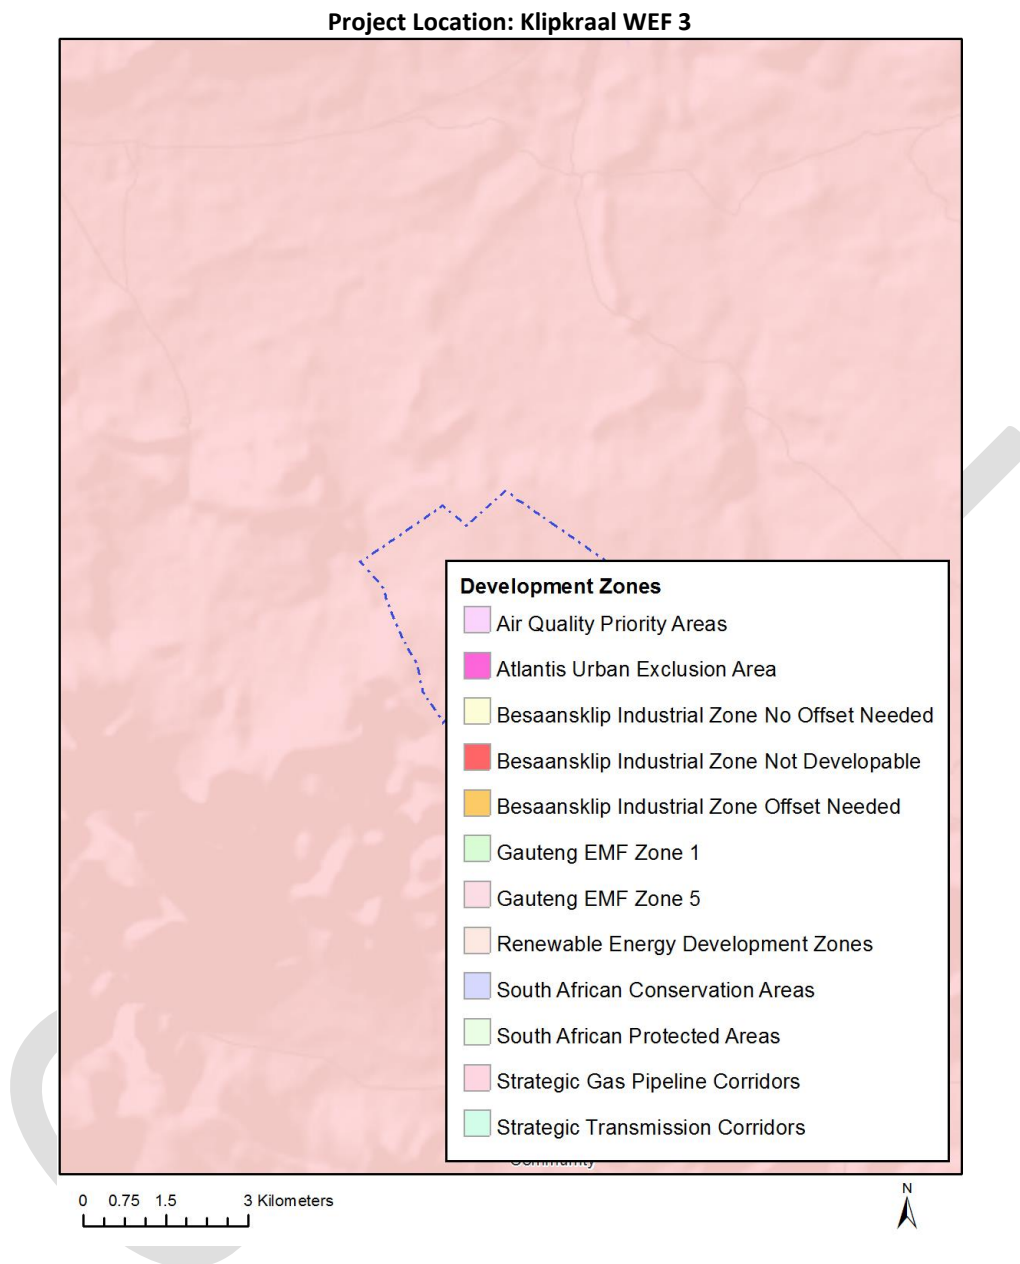 Project Location: Klipkraal WEF 3
Development Zones
Air Quality Priority Areas
Atlantis Urban Exclusion Area
Besaansklip Industrial Zone No Offset Needed
Besaansklip Industrial Zone Not Developable
Besaansklip Industrial Zone Offset Needed
Gauteng EMF Zone 1
Gauteng EMF Zone 5
Renewable Energy Development Zones
South African Conservation Areas
South African Protected Areas
Strategic Gas Pipeline Corridors
Strategic Transmission Corridors
Community
0 0.75 1.5 3 Kilometers
N